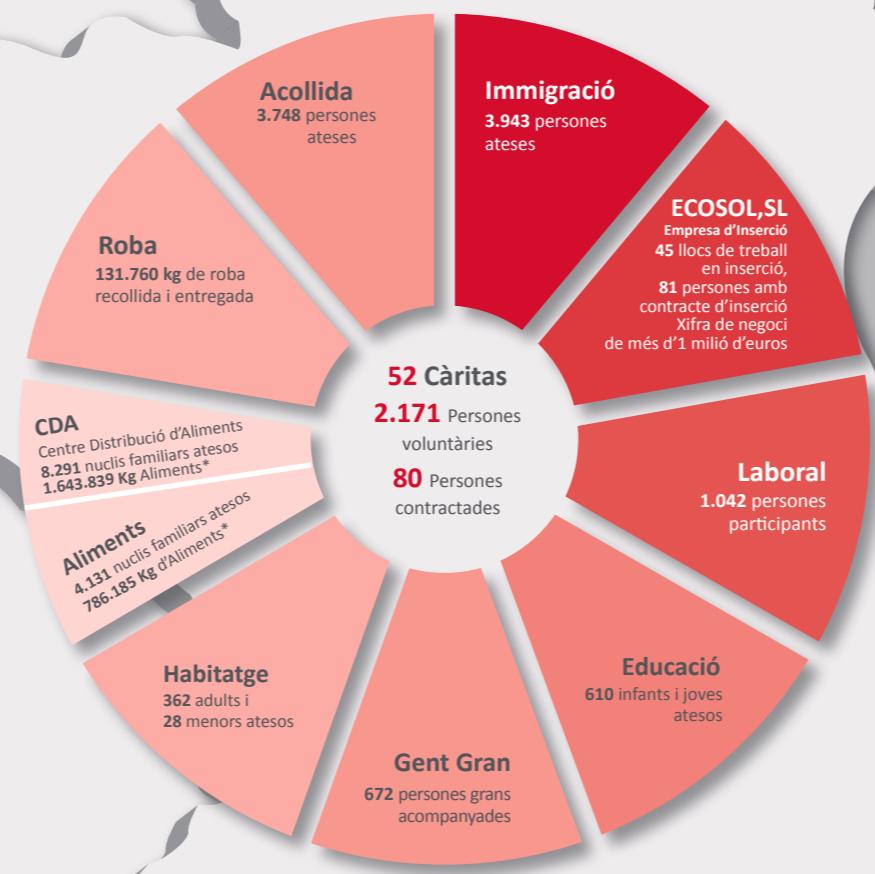 Acollida
3.748 persones
ateses
Immigració
3.943 persones
ateses
ECOSOL,SL
Empresa d'Inserció
45 llocs de treball
en inserció,
81 persones amb
contracte d'inserció
Xifra de negoci
de més d'1 milió d'euros
Laboral
1.042 persones
participants
Educació
610 infants i joves
atesos
Gent Gran
672 persones grans
acompanyades
Habitatge
362 adults i
28 menors atesos
Aliments
4.131 nuclis familiars atesos
786.185 Kg d'Aliments*
CDA
Centre Distribució d'Aliments
8.291 nuclis familiars atesos
1.643.839 Kg Aliments*
Roba
131.760 kg de roba
recollida i entregada
52 Càritas
2.171 Persones
voluntàries
80 Persones
contractades